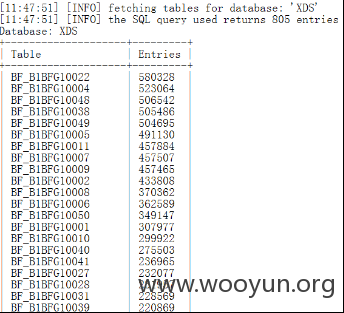 [11:47:51] [INFO] fetching tables for database: 'XDS'
[11:47:51] [INFO] the SQL query used returns 805 entries
Database: XDS
+---------------------+---------+
| Table | Entries |
+---------------------+---------+
| BF_B1BFG10022 | 580328 |
| BF_B1BFG10004 | 523064 |
| BF_B1BFG10048 | 506542 |
| BF_B1BFG10038 | 505486 |
| BF_B1BFG10049 | 504695 |
| BF_B1BFG10005 | 491130 |
| BF_B1BFG10011 | 457884 |
| BF_B1BFG10007 | 457507 |
| BF_B1BFG10009 | 457465 |
| BF_B1BFG10002 | 433808 |
| BF_B1BFG10008 | 370362 |
| BF_B1BFG10006 | 362589 |
| BF_B1BFG10050 | 349147 |
| BF_B1BFG10001 | 307977 |
| BF_B1BFG10010 | 299922 |
| BF_B1BFG10040 | 275503 |
| BF_B1BFG10041 | 236965 |
| BF_B1BFG10027 | 232077 |
| BF_B1BFG10028 |
| BF_B1BFG10031 | 228569 |
| BF_B1BFG10039 | 220869 |
www.wooyun.org